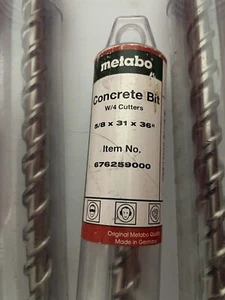 metabo
Concrete Bit
W/4 Cutters
5/8 x 31 x 36"
Item No.
676259000
Original Metabo Quality
Made in Germany